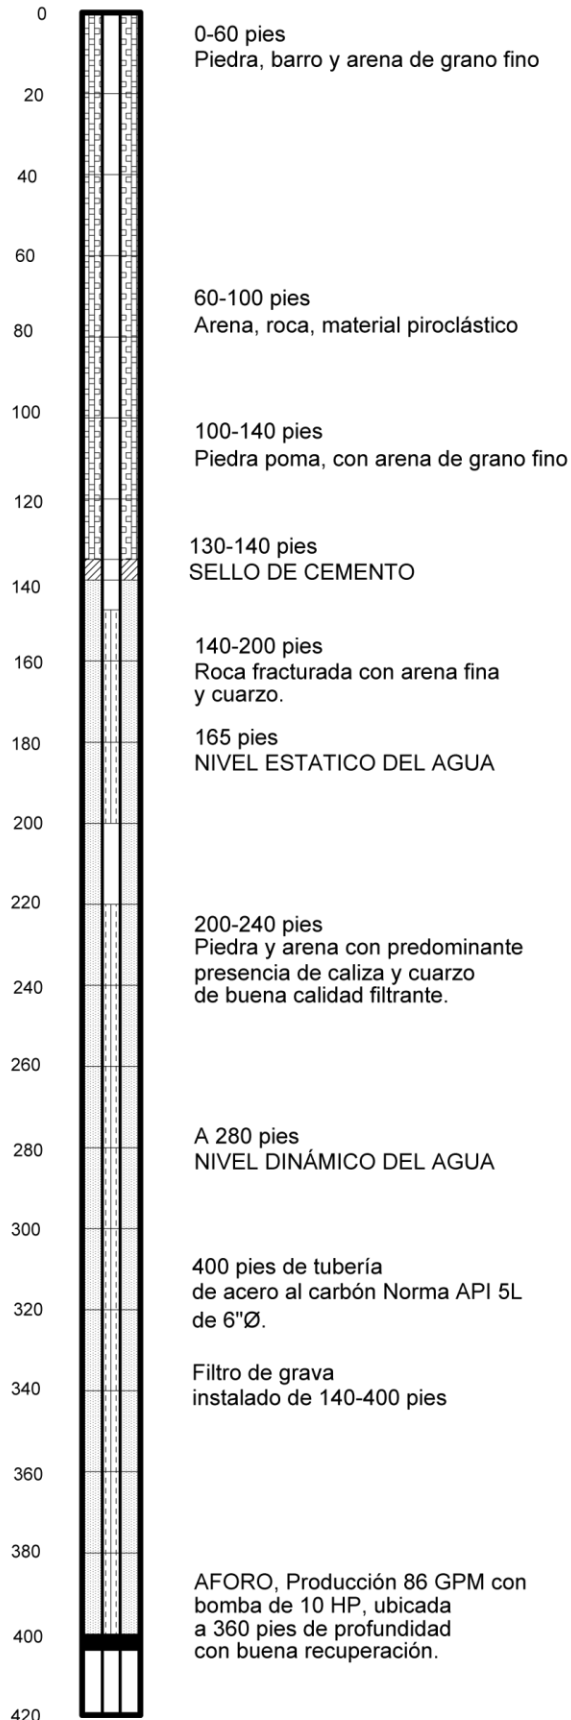 0
0-60 pies
Piedra, barro y arena de grano fino
20
40
60
60-100 pies
80
Arena, roca, material piroclástico
100
100-140 pies
Piedra poma, con arena de grano fino
120
130-140 pies
SELLO DE CEMENTO
140
140-200 pies
160
Roca fracturada con arena fina
y cuarzo.
165 pies
180
NIVEL ESTATICO DEL AGUA
200
220
200-240 pies
Piedra y arena con predominante
presencia de caliza y cuarzo
240
de buena calidad filtrante.
260
A 280 pies
280
NIVEL DINÁMICO DEL AGUA
300
400 pies de tubería
de acero al carbón Norma API 5L
320
de 6"Ø.
Filtro de grava
340
instalado de 140-400 pies
360
380
AFORO, Producción 86 GPM con
bomba de 10 HP, ubicada
a 360 pies de profundidad
400
con buena recuperación.
420